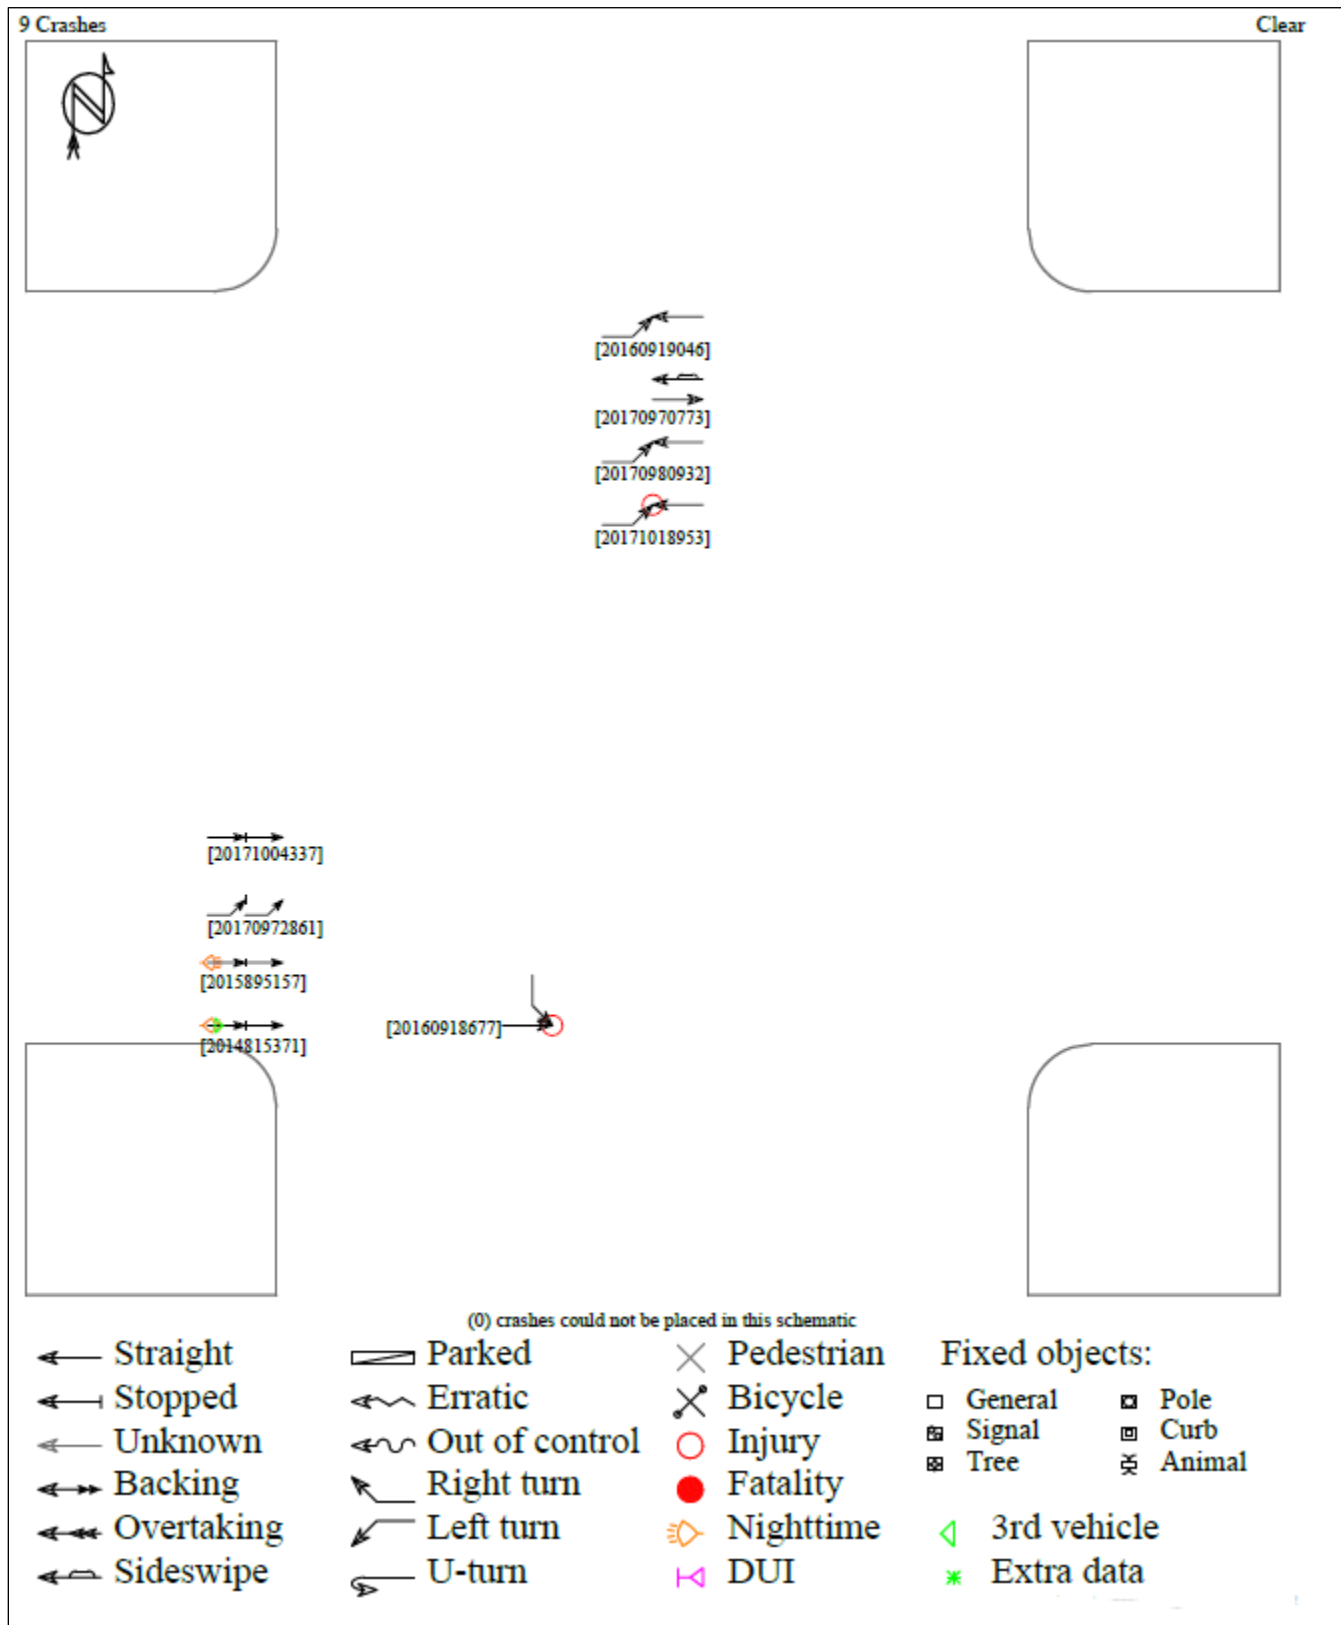 9 Crashes
Clear
N
[20160919046]
[20170970773]
[20170980932]
[20171018953]
[20171004337]
[20170972861]
[2015895157]
[20160918677]
[2014815371]
(0) crashes could not be placed in this schematic
Straight
Stopped
Unknown
Backing
Overtaking
Sideswipe
Parked
Erratic
Out of control
Right turn
Left turn
U-turn
Pedestrian
Bicycle
Injury
Fatality
Nighttime
DUI
Fixed objects:
General
Signal
Tree
Pole
Curb
Animal
3rd vehicle
Extra data